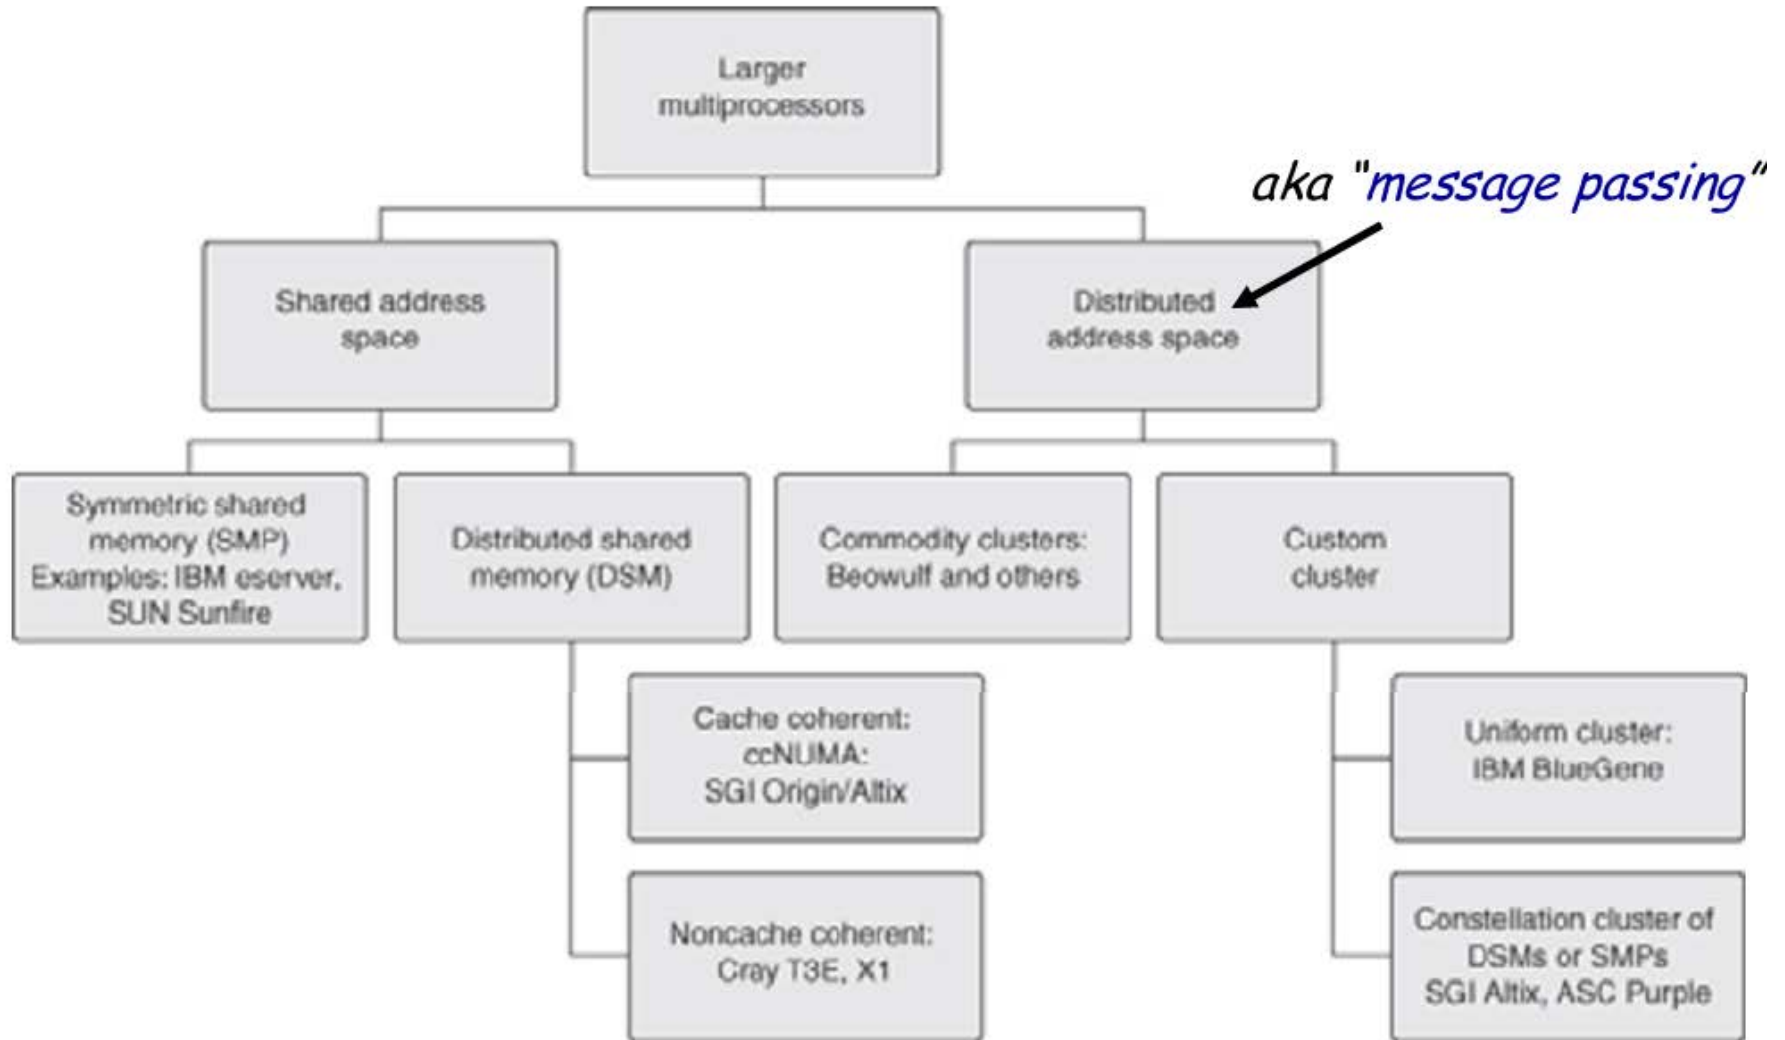 Larger
multiprocessors
aka "message passing"
Shared address
space
Distributed
address space
Symmetric shared
memory (SMP)
Examples: IBM eserver,
SUN Sunfire
Distributed shared
memory (DSM)
Commodity clusters:
Beowulf and others
Custom
cluster
Cache coherent:
ccNUMA:
SGI Origin/Altix
Uniform cluster:
IBM BlueGene
Noncache coherent:
Cray T3E, X1
Constellation cluster of
DSMs or SMPs
SGI Altix, ASC Purple